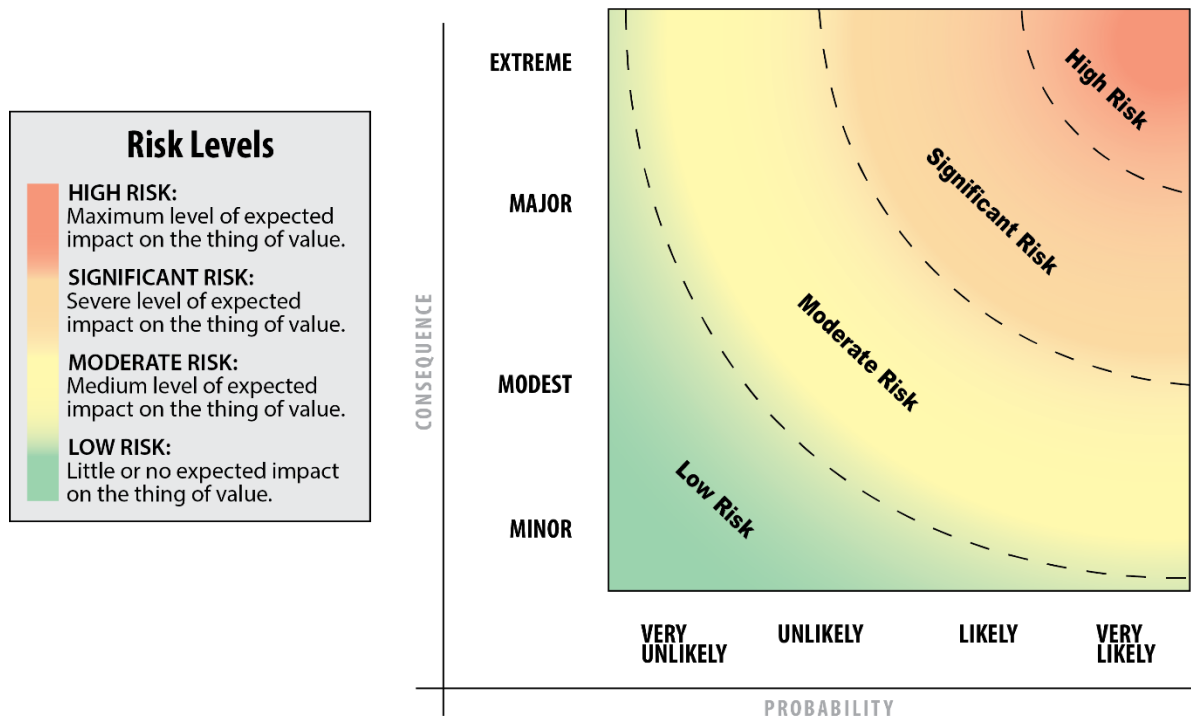 Risk Levels
HIGH RISK:
Maximum level of expected
impact on the thing of value.
SIGNIFICANT RISK:
Severe level of expected
impact on the thing of value.
MODERATE RISK:
Medium level of expected
impact on the thing of value.
LOW RISK:
Little or no expected impact
on the thing of value.
CONSEQUENCE
EXTREME
MAJOR
MODEST
MINOR
High Risk
Significant Risk
Moderate Risk
Low Risk
VERY
UNLIKELY
UNLIKELY
LIKELY
VERY
LIKELY
PROBABILITY